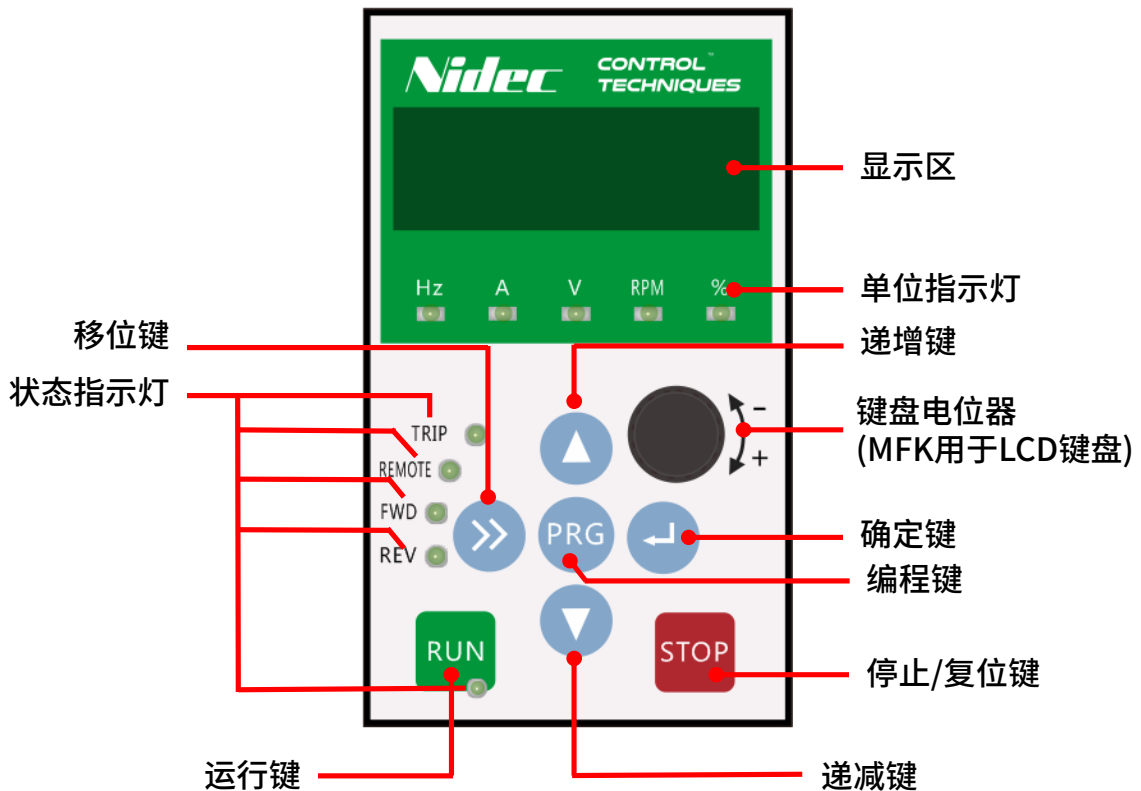 Nidec
CONTROL™
TECHNIQUES
显示区
Hz A V RPM %
单位指示灯
移位键
递增键
状态指示灯
键盘电位器
(MFK用于LCD键盘)
-
+
TRIP
REMOTE
FWD
REV
PRG
确定键
编程键
RUN
STOP
停止/复位键
运行键
递减键